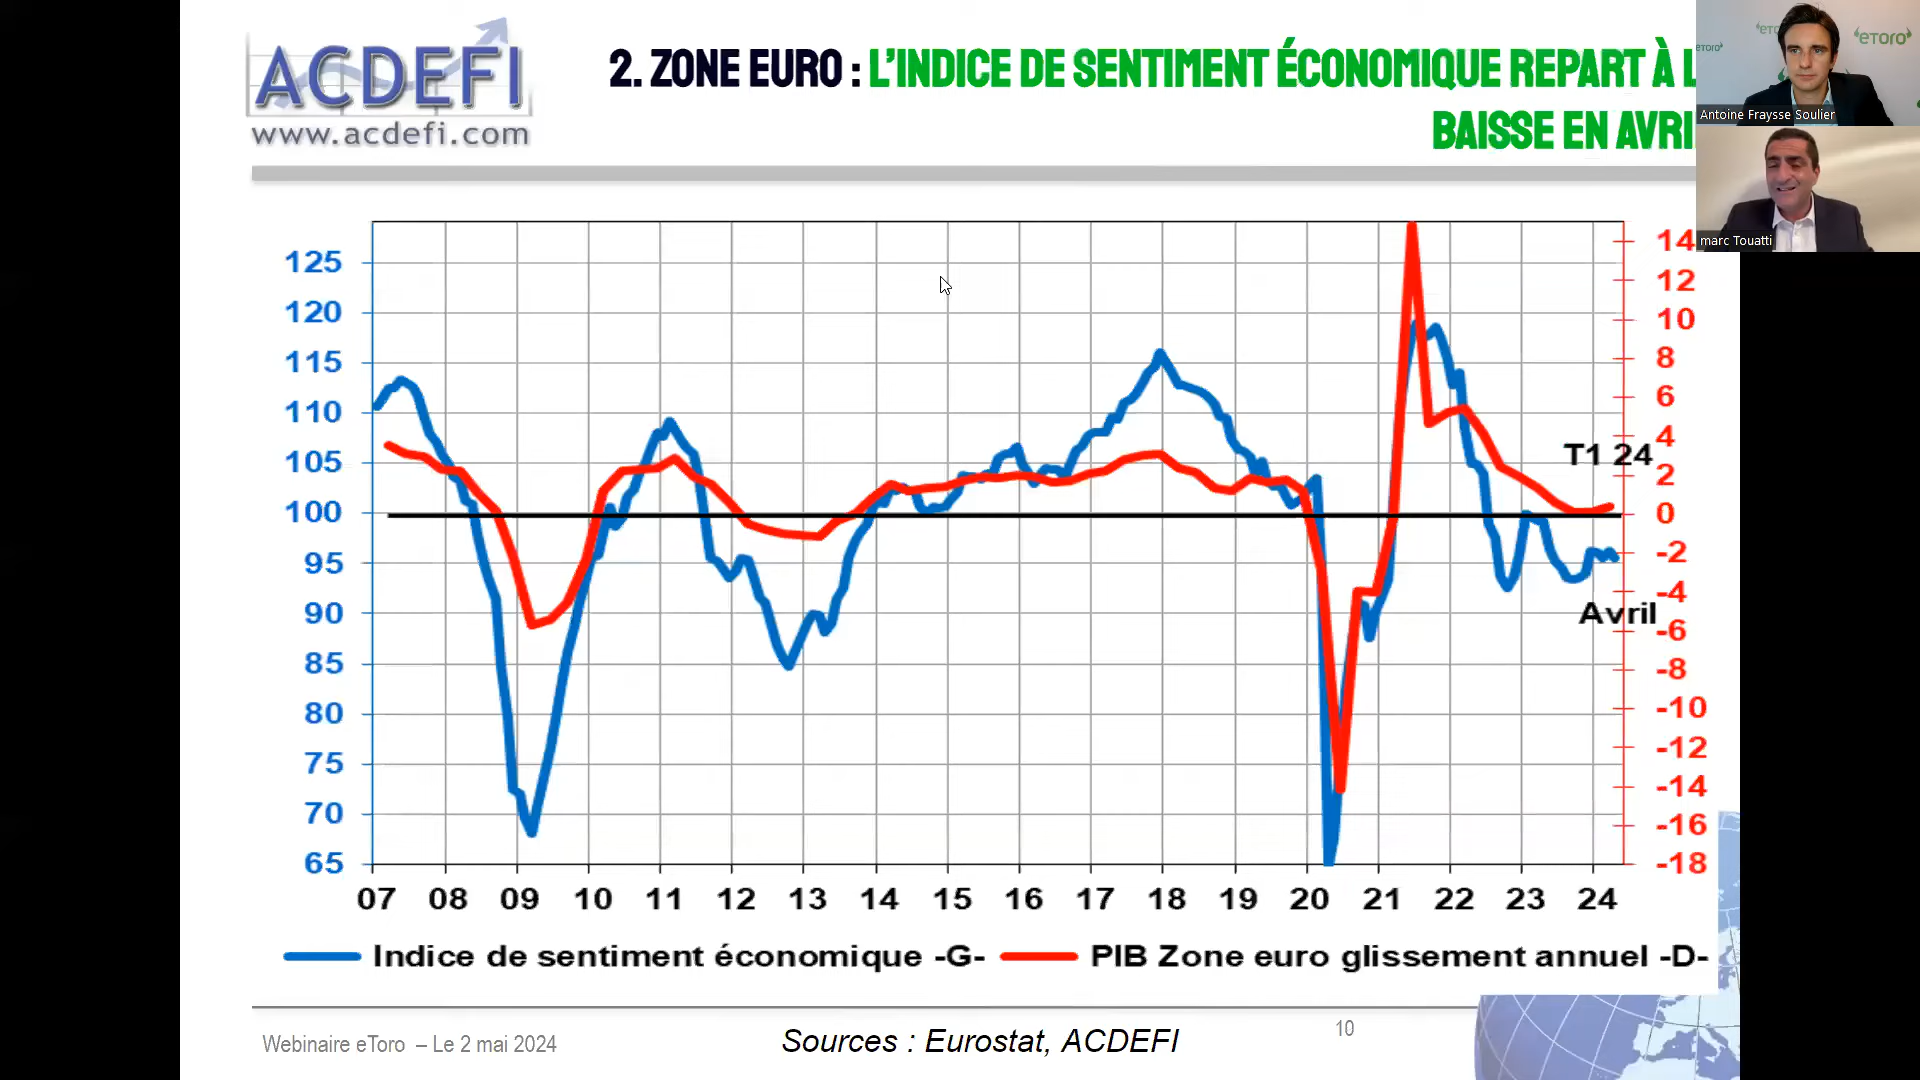 ACDEFI
www.acdefi.com
2. ZONE EURO : L'INDICE DE SENTIMENT ÉCONOMIQUE REPART À
BAISSE EN
eTORO
eTORO
Antoine Fraysse Soulier
marc Touatti
125
120
115
110
105
100
95
90
85
80
75
70
65
14
12
10
8
6
4
2
0
-2
-4
-6
-8
-10
-12
-14
-16
-18
T1 24
Avril
07 08 09 10 11 12 13 14 15 16 17 18 19 20 21 22 23 24
Indice de sentiment économique -G- PIB Zone euro glissement annuel -D-
Webinaire eToro – Le 2 mai 2024
Sources : Eurostat, ACDEFI
10